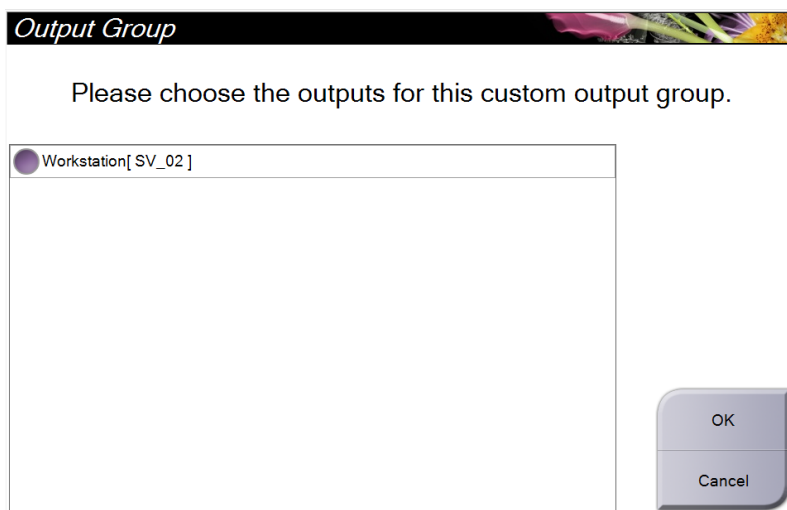 Output Group
Please choose the outputs for this custom output group.
Workstation[ SV_02 ]
OK
Cancel